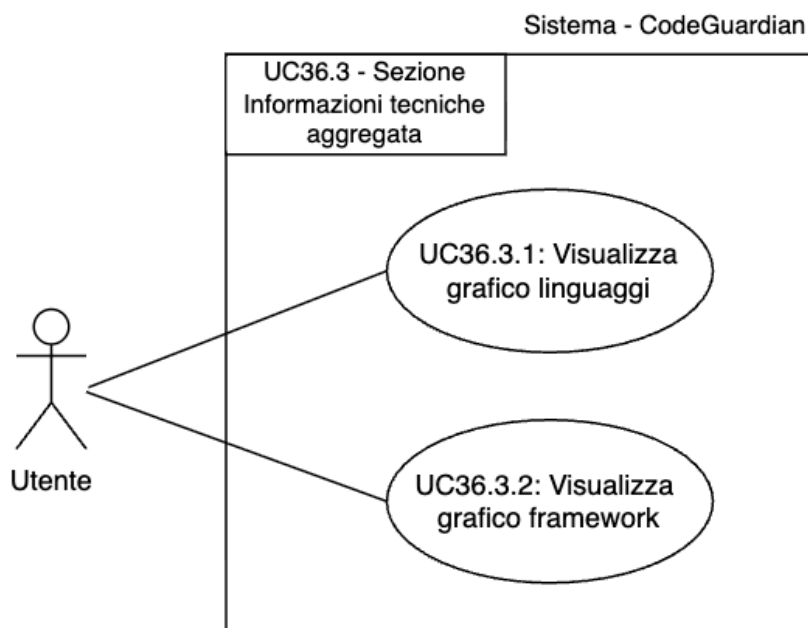 Sistema - CodeGuardian
UC36.3 - Sezione
Informazioni tecniche
aggregata
UC36.3.1: Visualizza
grafico linguaggi
Utente
UC36.3.2: Visualizza
grafico framework